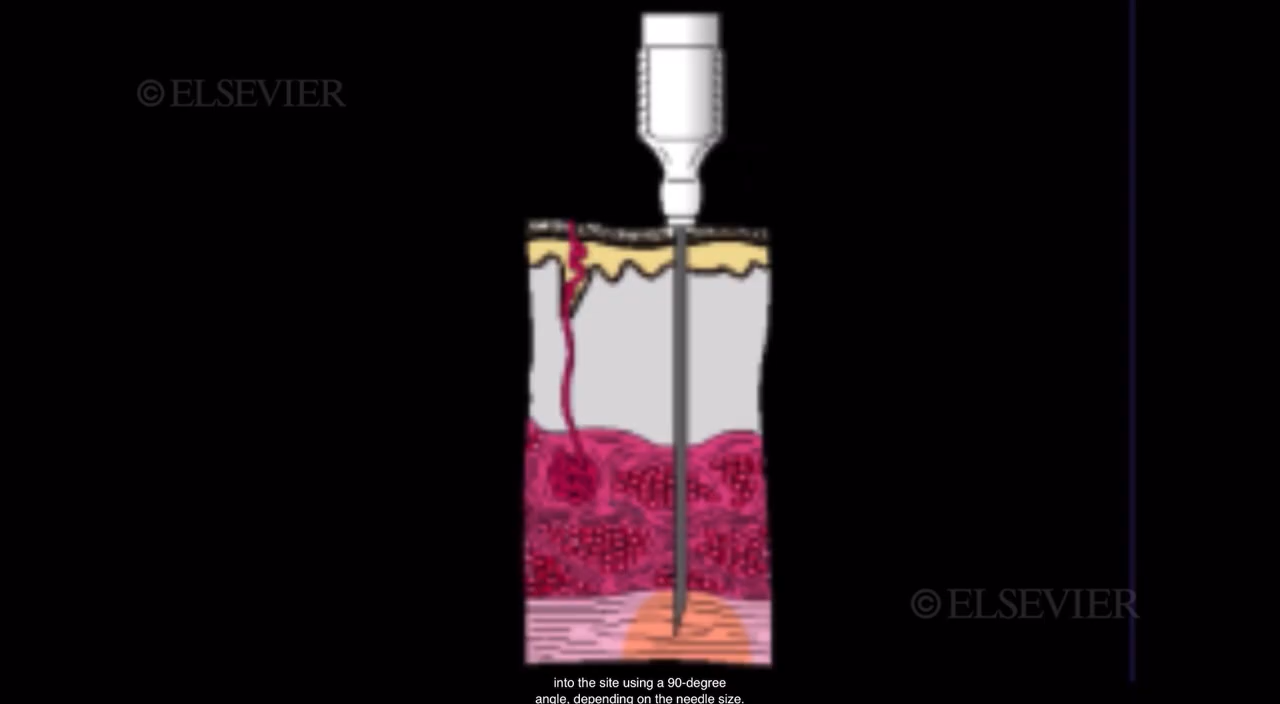 ©ELSEVIER
©ELSEVIER
into the site using a 90-degree
angle, depending on the needle size.